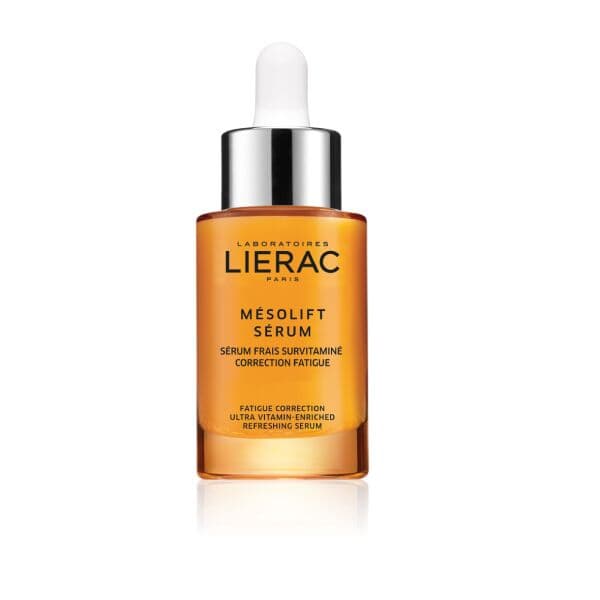 LABORATOIRES
LIERAC
PARIS
MÉSOLIFT
SÉRUM
SÉRUM FRAIS SURVITAMINÉ
CORRECTION FATIGUE
FATIGUE CORRECTION
ULTRA VITAMIN-ENRICHED
REFRESHING SERUM